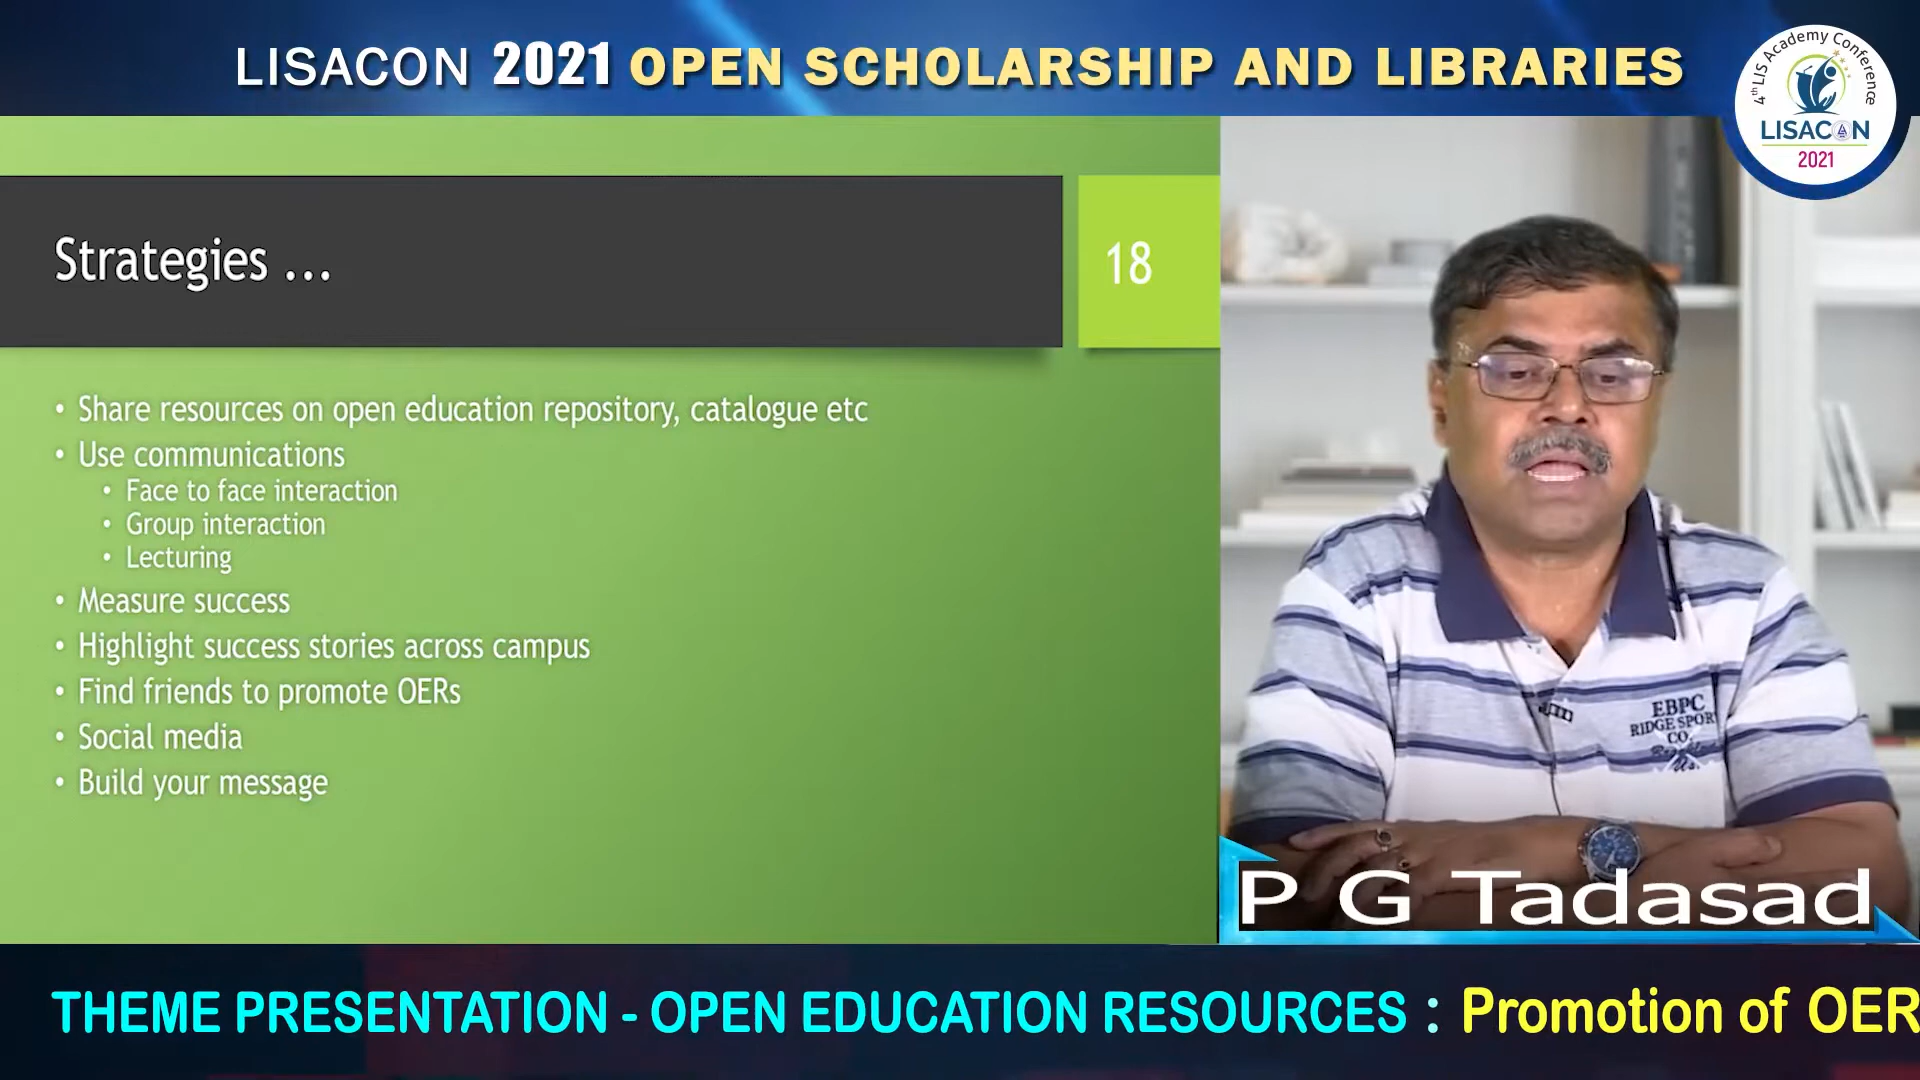 LISACON 2021 OPEN SCHOLARSHIP AND LIBRARIES
4th LIS Academy Conference
LISACON
2021
Strategies ...
18
• Share resources on open education repository, catalogue etc
• Use communications
• Face to face interaction
• Group interaction
• Lecturing
• Measure success
• Highlight success stories across campus
• Find friends to promote OERs
• Social media
• Build your message
EBPC
RIDGE SPORT
CO.
P G Tadasad
THEME PRESENTATION - OPEN EDUCATION RESOURCES : Promotion of OER